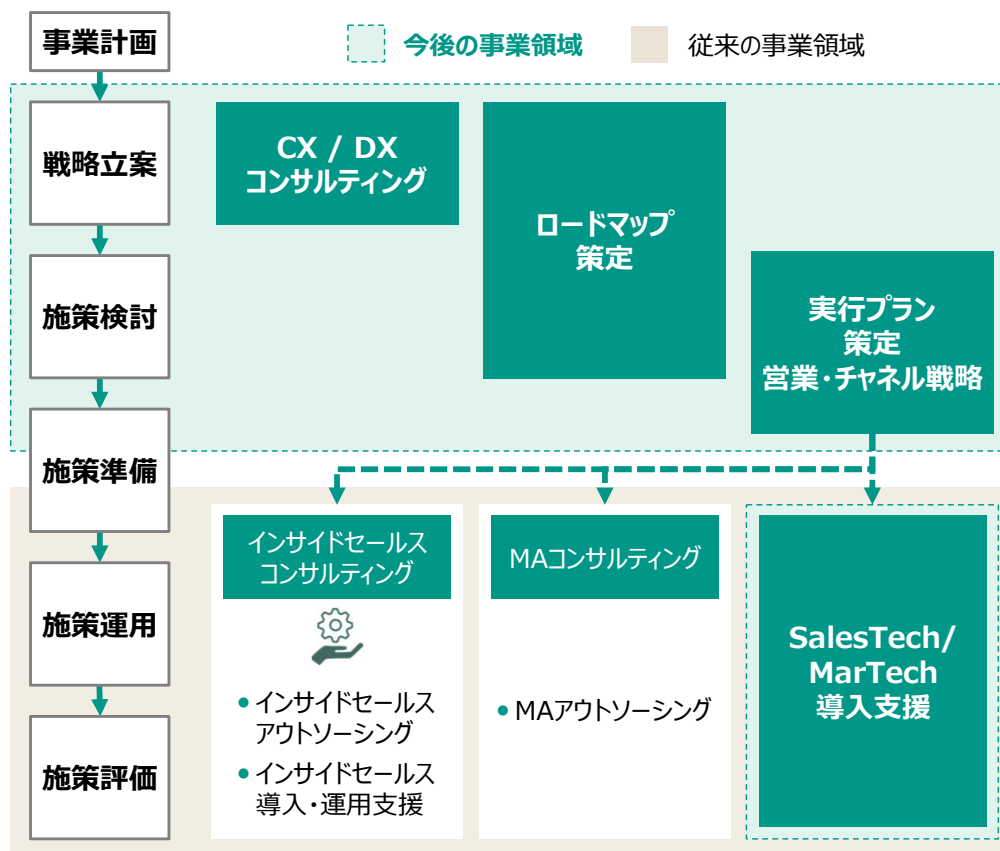 事業計画
今後の事業領域
従来の事業領域
戦略立案
CX / DX
コンサルティング
ロードマップ
策定
施策検討
実行プラン
策定
営業・チャネル戦略
施策準備
インサイドセールス
コンサルティング
MAコンサルティング
施策運用
SalesTech/
MarTech
導入支援
• インサイドセールス
アウトソーシング
• MAアウトソーシング
• インサイドセールス
導入・運用支援
施策評価